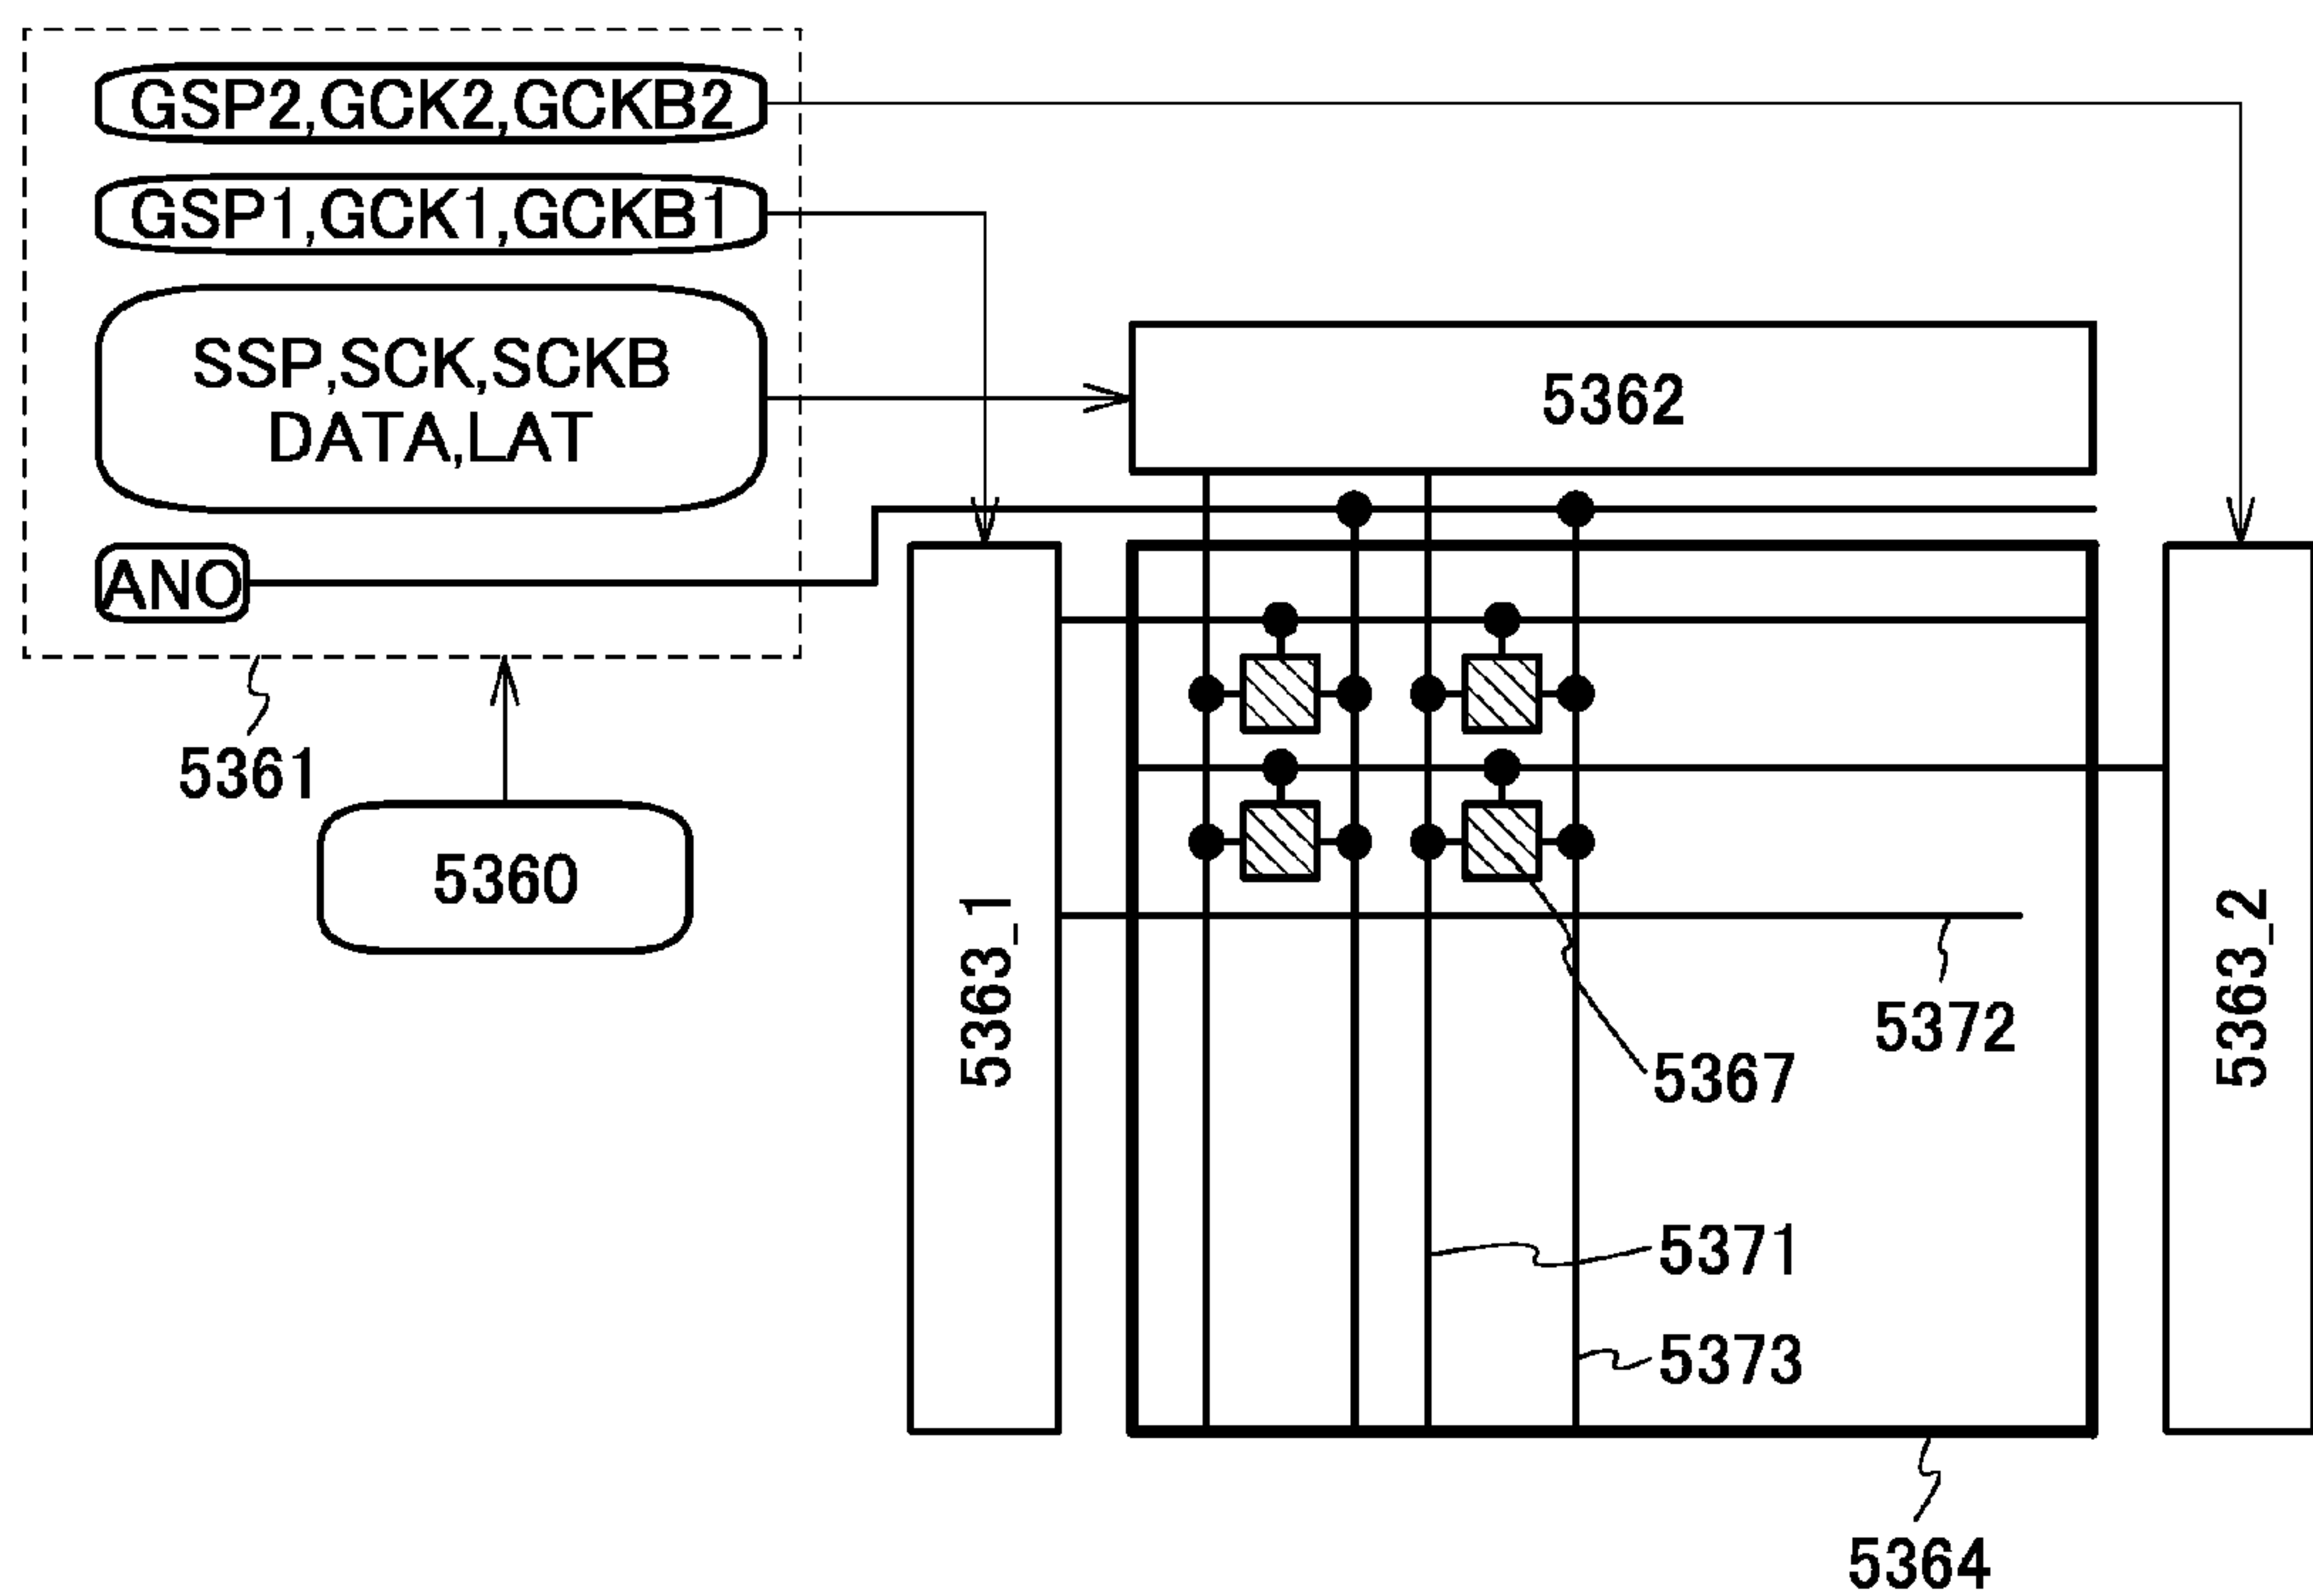 GSP2,GCK2,GCKB2
GSP1,GCK1,GCKB1
SSP,SCK,SCKB
DATA,LAT
ANO
5361
5360
5362
5363_1
5363_2
5372
5367
5371
5373
5364